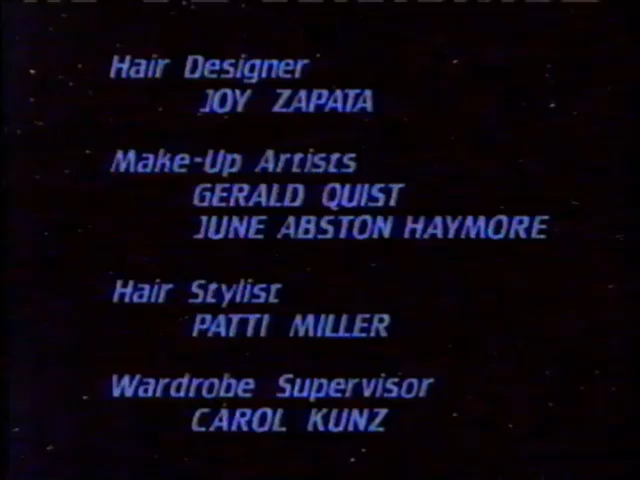 Hair Designer
JOY ZAPATA
Make-Up Artists
GERALD QUIST
JUNE ABSTON HAYMORE
Hair Stylist
PATTI MILLER
Wardrobe Supervisor
CAROL KUNZ